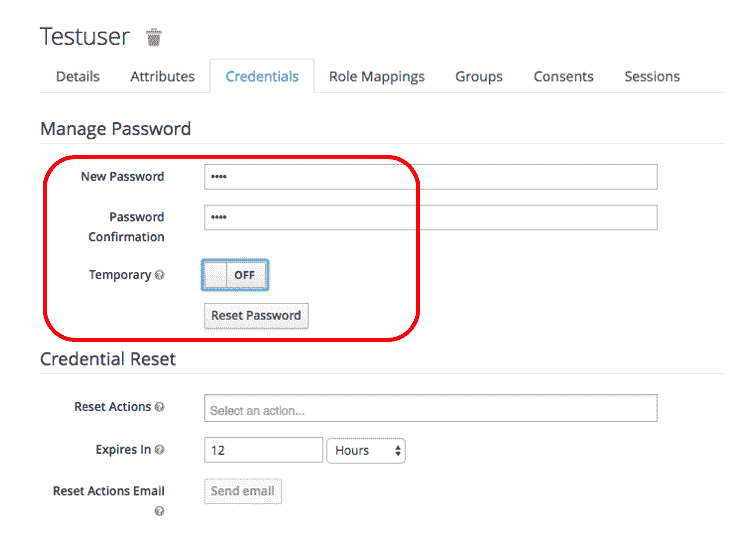 Testuser
Details Attributes Credentials Role Mappings Groups Consents Sessions
Manage Password
New Password ••••
Password
Confirmation ••••
Temporary OFF
Reset Password
Credential Reset
Reset Actions Select an action...
Expires In 12 Hours
Reset Actions Email Send email